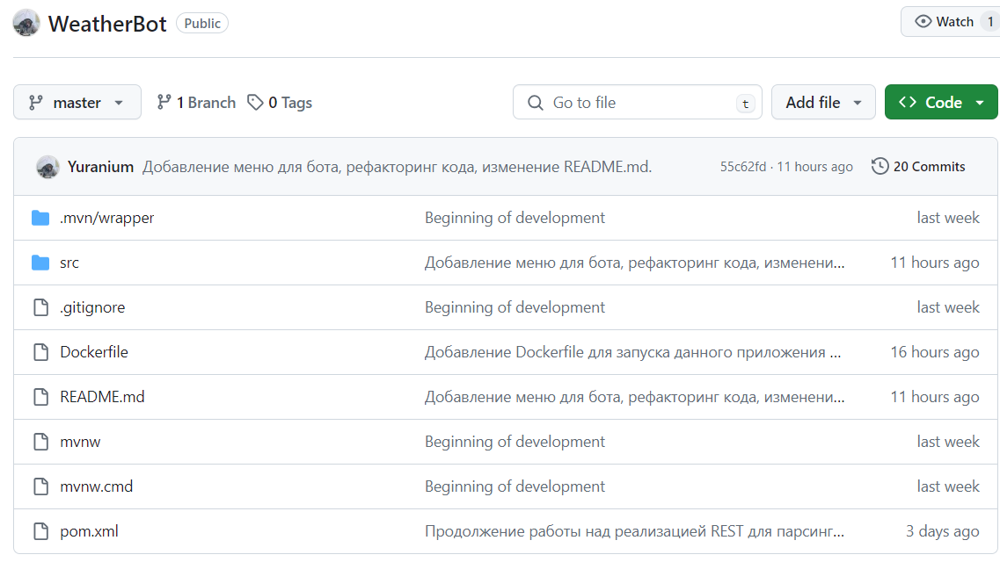 WeatherBot Public Watch 1
master 1 Branch 0 Tags Go to file t Add file Code
Yuranium Добавление меню для бота, рефакторинг кода, изменение README.md. 55c62fd · 11 hours ago 20 Commits
.mvn/wrapper Beginning of development last week
src Добавление меню для бота, рефакторинг кода, изменени... 11 hours ago
.gitignore Beginning of development last week
Dockerfile Добавление Dockerfile для запуска данного приложения ... 16 hours ago
README.md Добавление меню для бота, рефакторинг кода, изменени... 11 hours ago
mvnw Beginning of development last week
mvnw.cmd Beginning of development last week
pom.xml Продолжение работы над реализацией REST для парсинг... 3 days ago